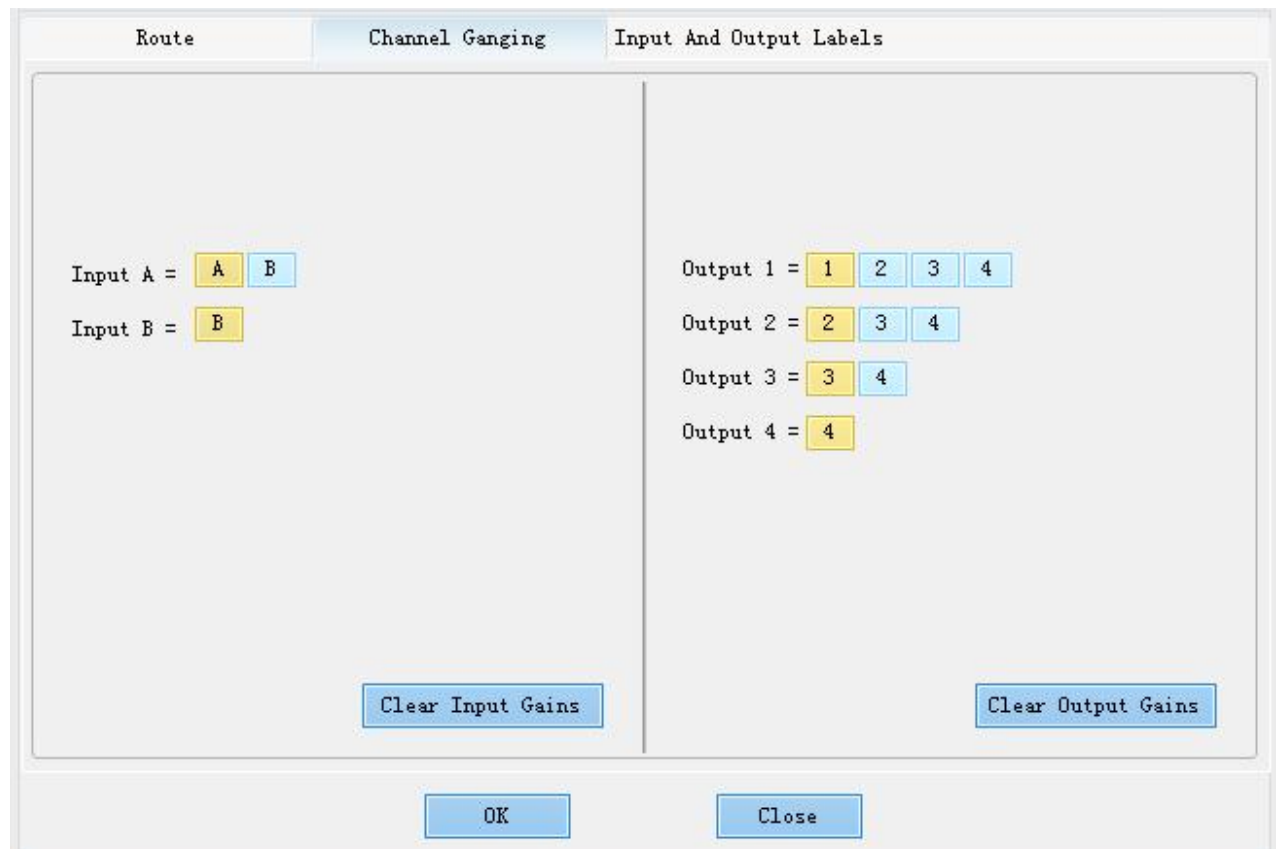 Route Channel Ganging Input And Output Labels
Input A = A B
Input B = B
Clear Input Gains
Output 1 = 1 2 3 4
Output 2 = 2 3 4
Output 3 = 3 4
Output 4 = 4
Clear Output Gains
OK Close